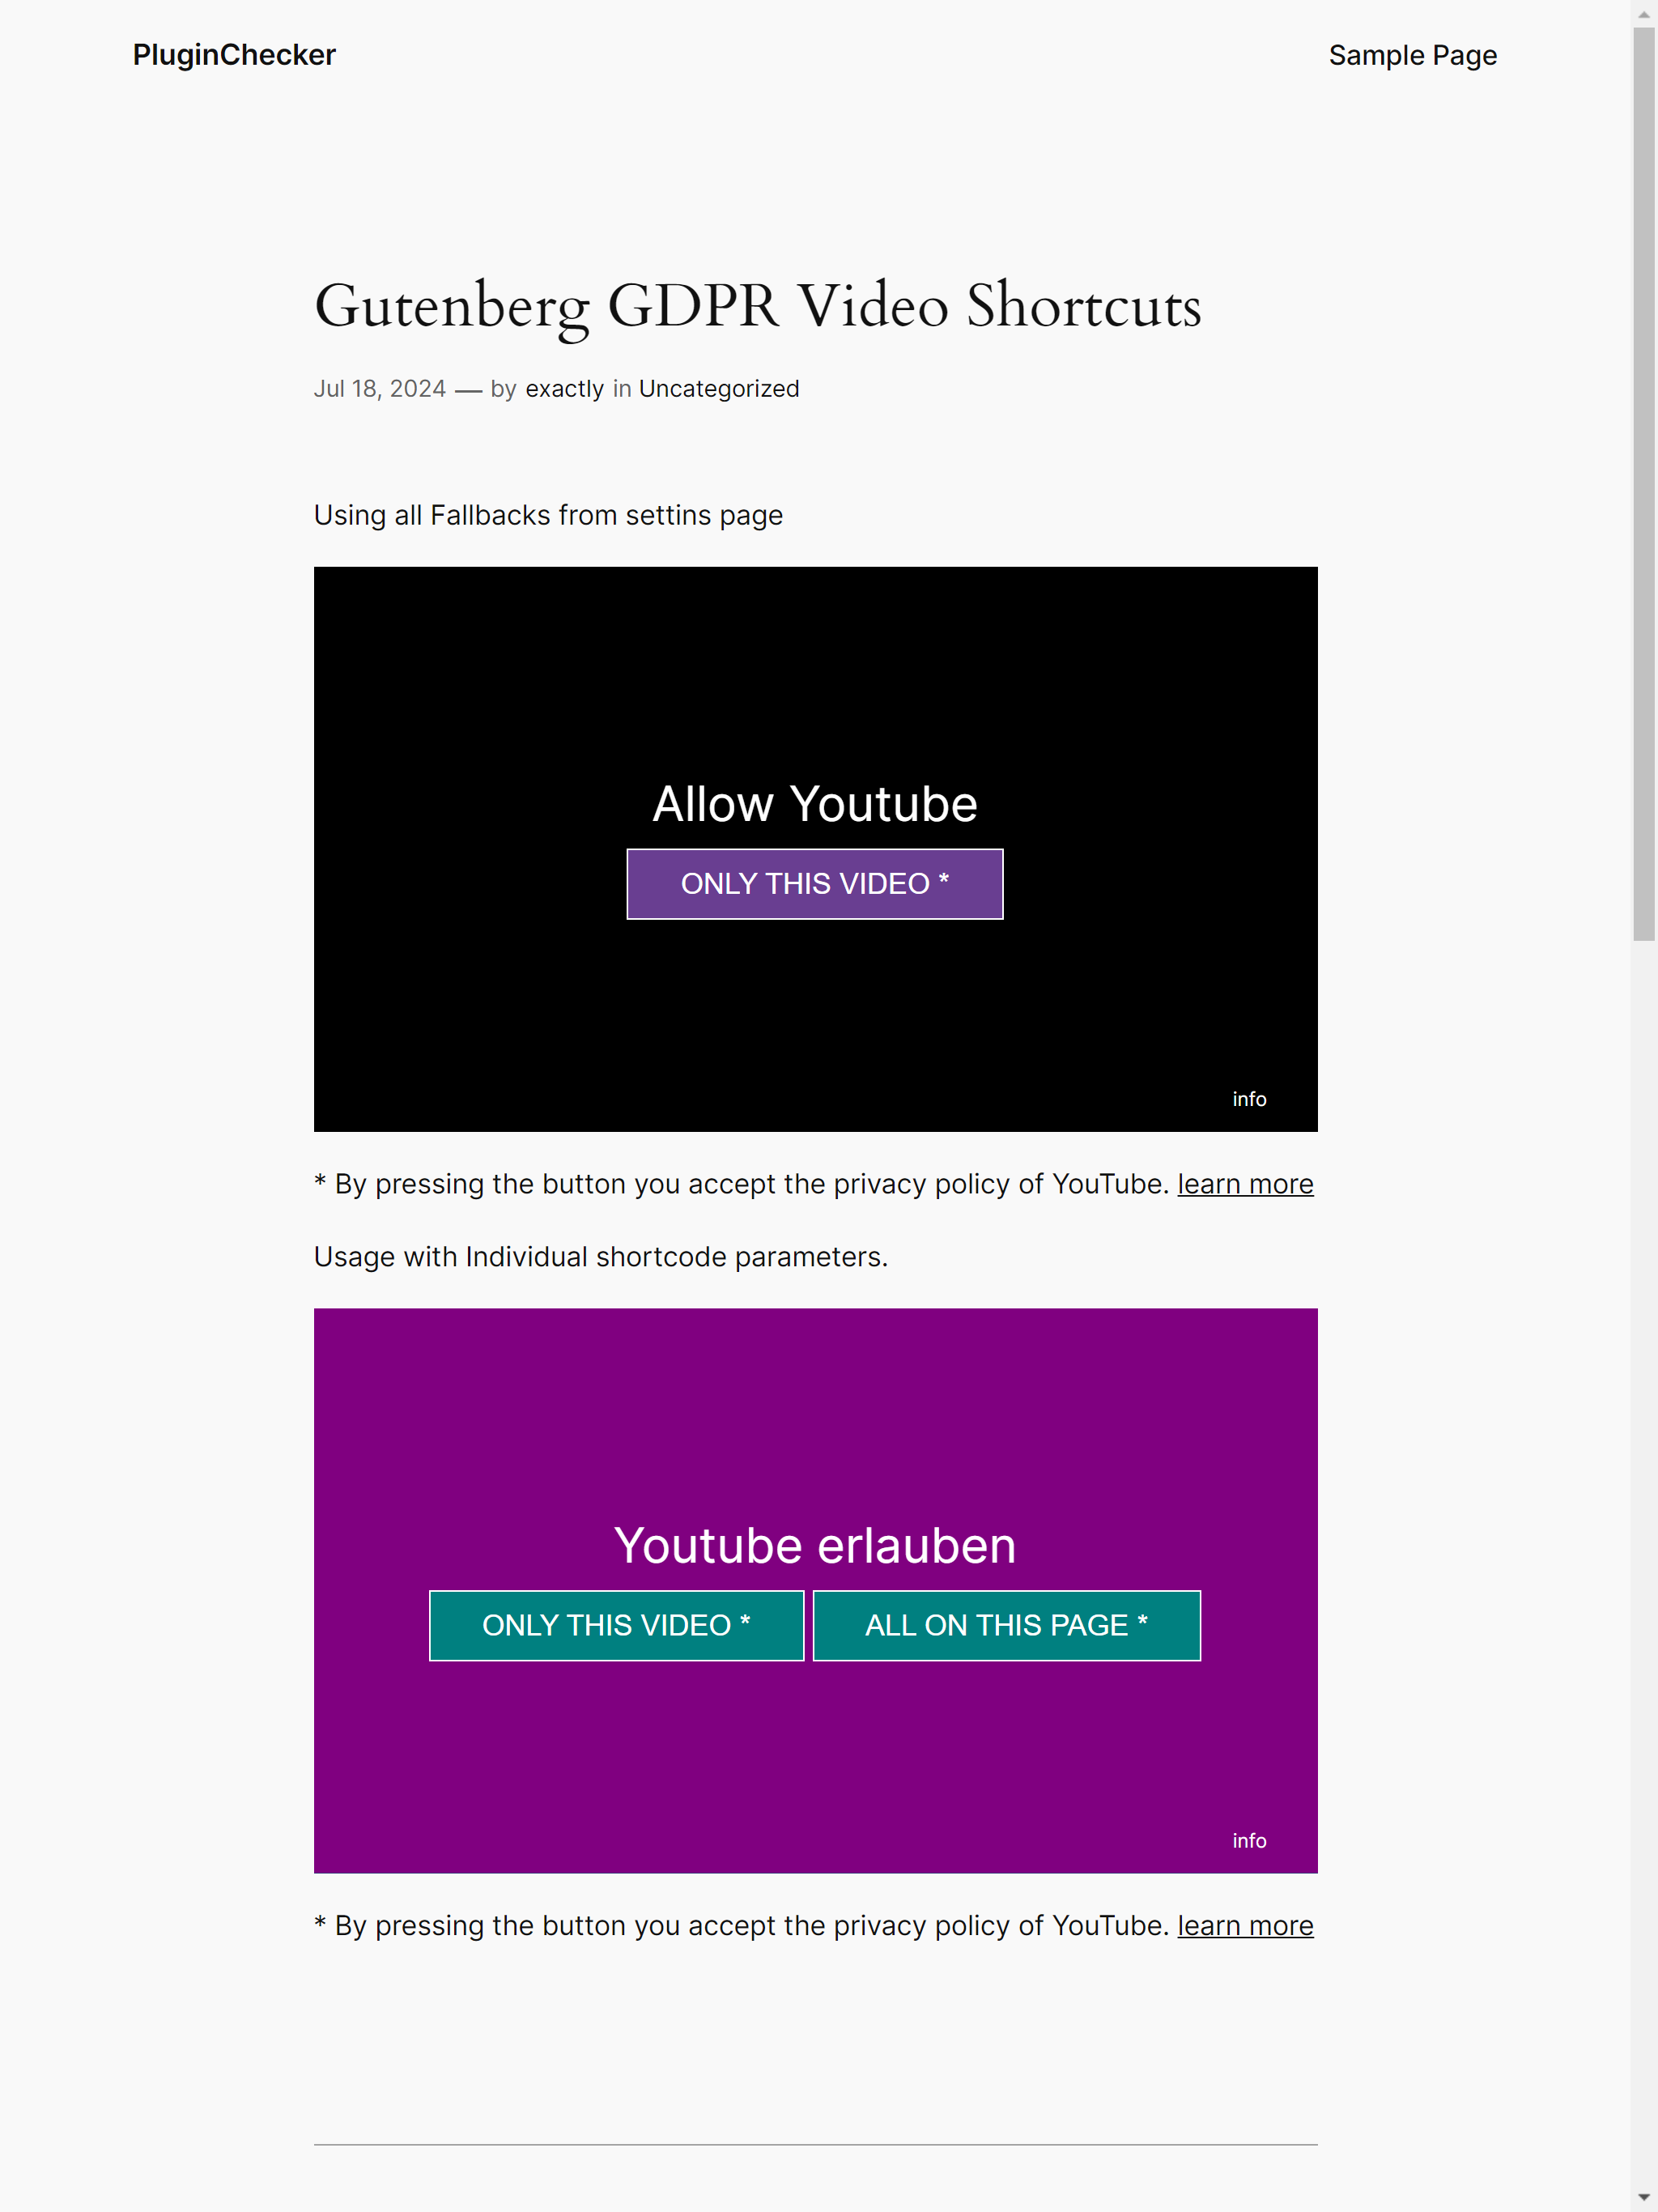 PluginChecker
Sample Page
Gutenberg GDPR Video Shortcuts
Jul 18, 2024 — by exactly in Uncategorized
Using all Fallbacks from settins page
Allow Youtube
ONLY THIS VIDEO *
info
* By pressing the button you accept the privacy policy of YouTube. learn more
Usage with Individual shortcode parameters.
Youtube erlauben
ONLY THIS VIDEO * ALL ON THIS PAGE *
info
* By pressing the button you accept the privacy policy of YouTube. learn more